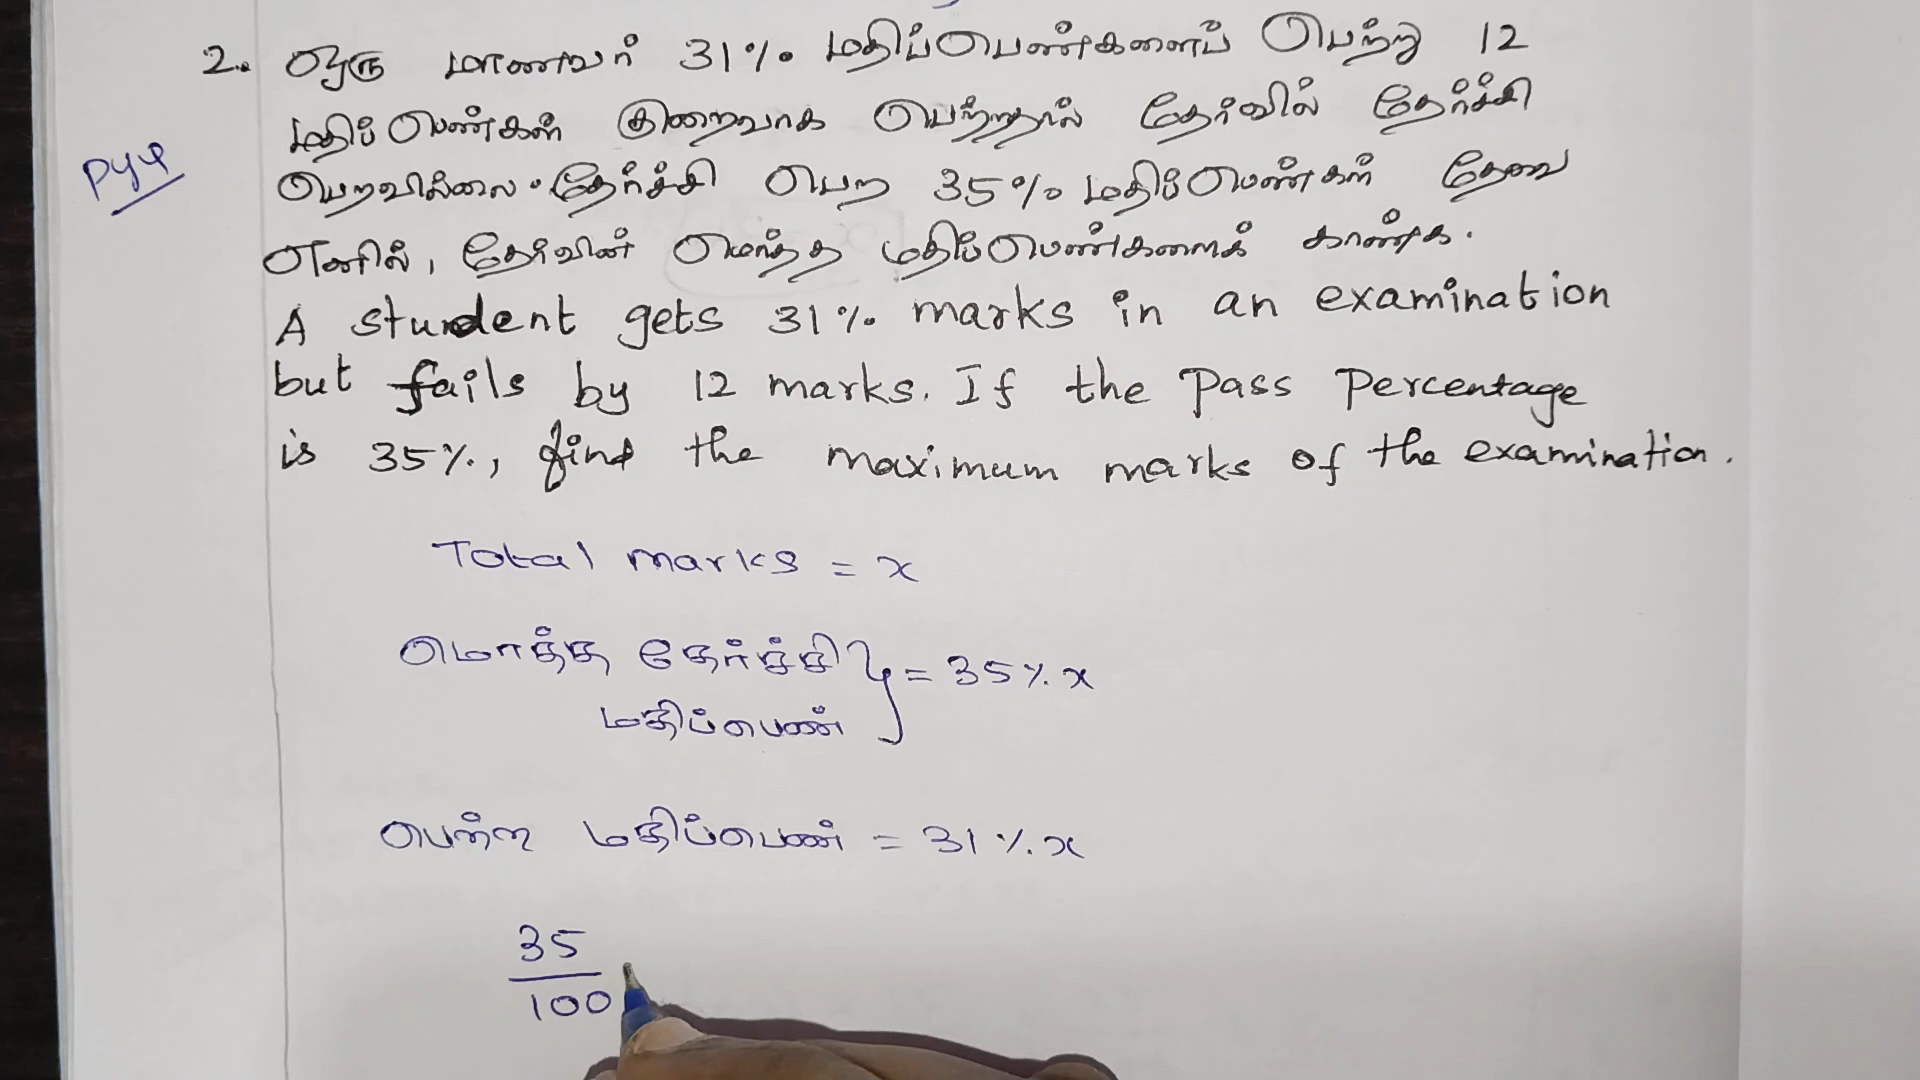 2. ஒரு மாணவர் 31% மதிப்பெண்களைப் பெற்று 12
மதிப்பெண்கள் குறைவாக பெற்றதால் தேர்வில் தேர்ச்சி
PYQ
பெறவில்லை. தேர்ச்சி பெற 35% மதிப்பெண்கள் தேவை
எனில், தேர்வின் மொத்த மதிப்பெண்களைக் காண்க.
A student gets 31% marks in an examination
but fails by 12 marks. If the pass percentage
is 35%, find the maximum marks of the examination.
Total marks = x
மொத்த தேர்ச்சி } = 35% x
மதிப்பெண்
பெற்ற மதிப்பெண் = 31% x
35
100